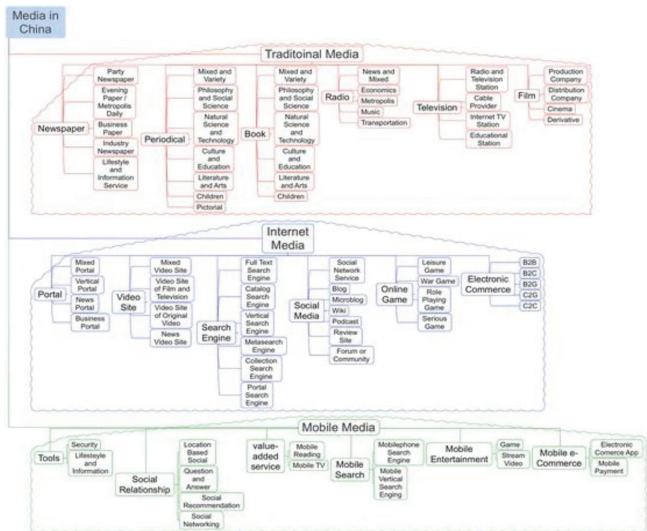 Media in
China
Traditoinal Media
Newspaper
Party
Newspaper
Evening
Paper /
Metropolis
Daily
Business
Paper
Industry
Newspaper
Lifestyle
and
Information
Service
Periodical
Mixed and
Variety
Philosophy
and Social
Science
Natural
Science
and
Technology
Culture
and
Education
Literature
and Arts
Children
Pictorial
Book
Mixed and
Variety
Philosophy
and Social
Science
Natural
Science
and
Technology
Culture
and
Education
Literature
and Arts
Children
Radio
News and
Mixed
Economics
Metropolis
Music
Transportation
Television
Radio and
Television
Station
Cable
Provider
Internet TV
Station
Educational
Station
Film
Production
Company
Distribution
Company
Cinema
Derivative
Internet
Media
Portal
Mixed
Portal
Vertical
Portal
News
Portal
Business
Portal
Video
Site
Mixed
Video Site
Video Site
of Film and
Television
Video Site
of Original
Video
News
Video Site
Search
Engine
Full Text
Search
Engine
Catalog
Search
Engine
Vertical
Search
Engine
Metasearch
Engine
Collection
Search
Engine
Portal
Search
Engine
Social
Media
Social
Network
Service
Blog
Microblog
Wiki
Podcast
Review
Site
Forum or
Community
Online
Game
Leisure
Game
War Game
Role
Playing
Game
Serious
Game
Electronic
Commerce
B2B
B2C
B2G
C2G
C2C
Mobile Media
Tools
Security
Lifesteyle and
Information
Social
Relationship
Location
Based
Social
Question
and
Answer
Social
Recommendation
Social
Networking
value-
added
service
Mobile
Reading
Mobile TV
Mobile
Search
Mobilephone
Search
Engine
Mobile
Vertical
Search
Enging
Mobile
Entertainment
Game
Stream
Video
Mobile e-
Commerce
Electronic
Comerce App
Mobile
Payment